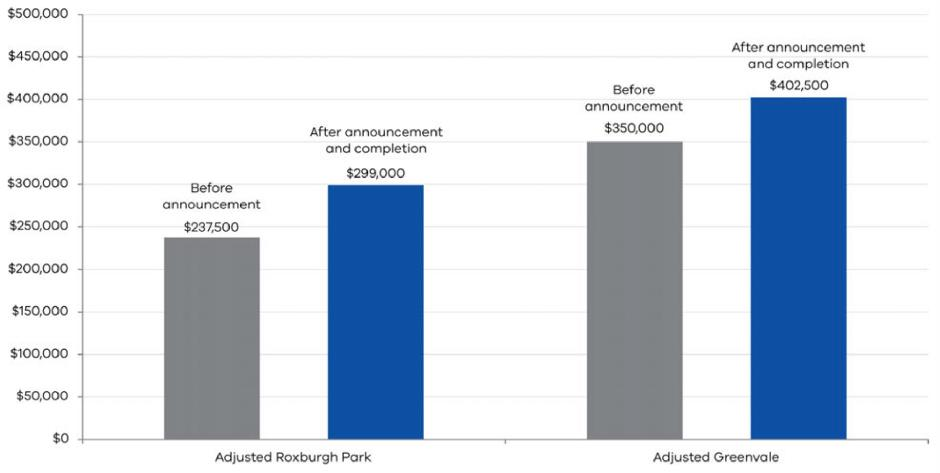 $500,000
$450,000
$400,000
$350,000
$300,000
$250,000
$200,000
$150,000
$100,000
$50,000
$0
Before
announcement
$237,500
After announcement
and completion
$299,000
Before
announcement
$350,000
After announcement
and completion
$402,500
Adjusted Roxburgh Park
Adjusted Greenvale